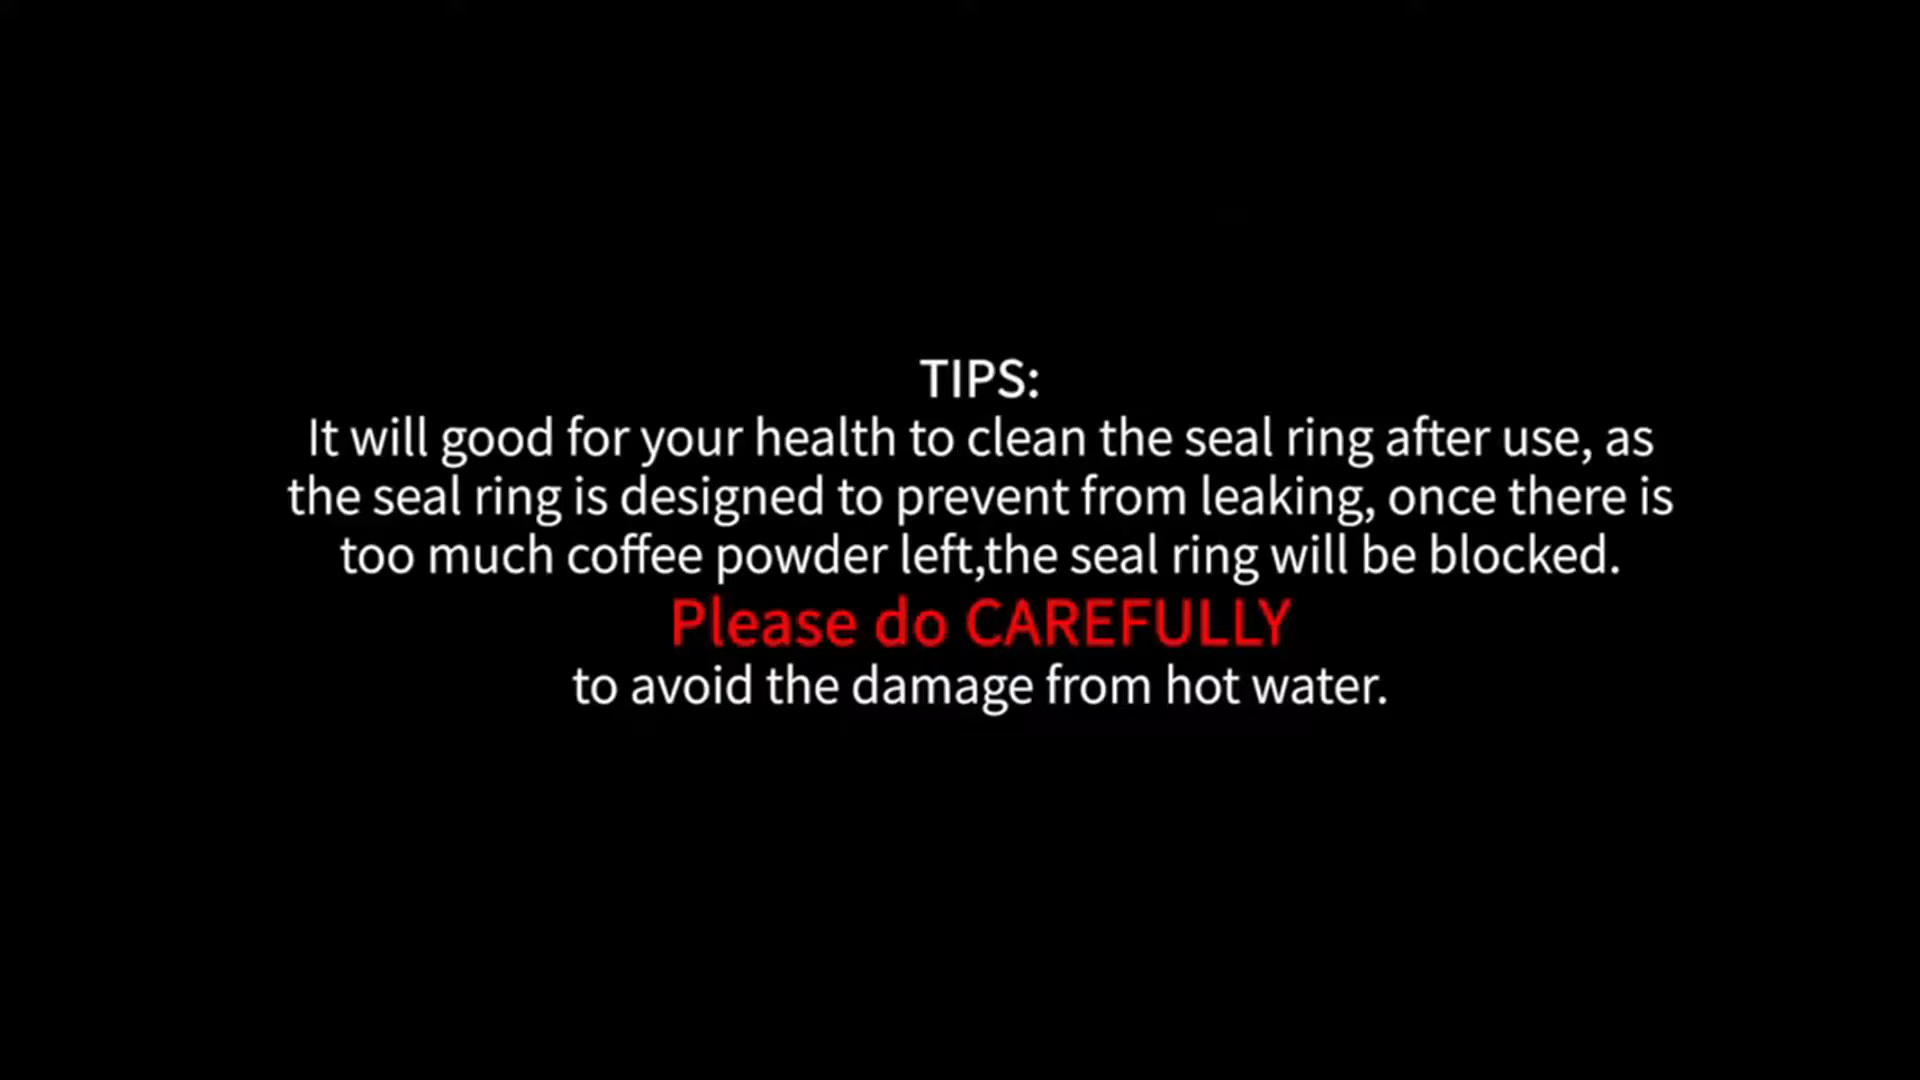 TIPS:
It will good for your health to clean the seal ring after use, as
the seal ring is designed to prevent from leaking, once there is
too much coffee powder left,the seal ring will be blocked.
Please do CAREFULLY
to avoid the damage from hot water.